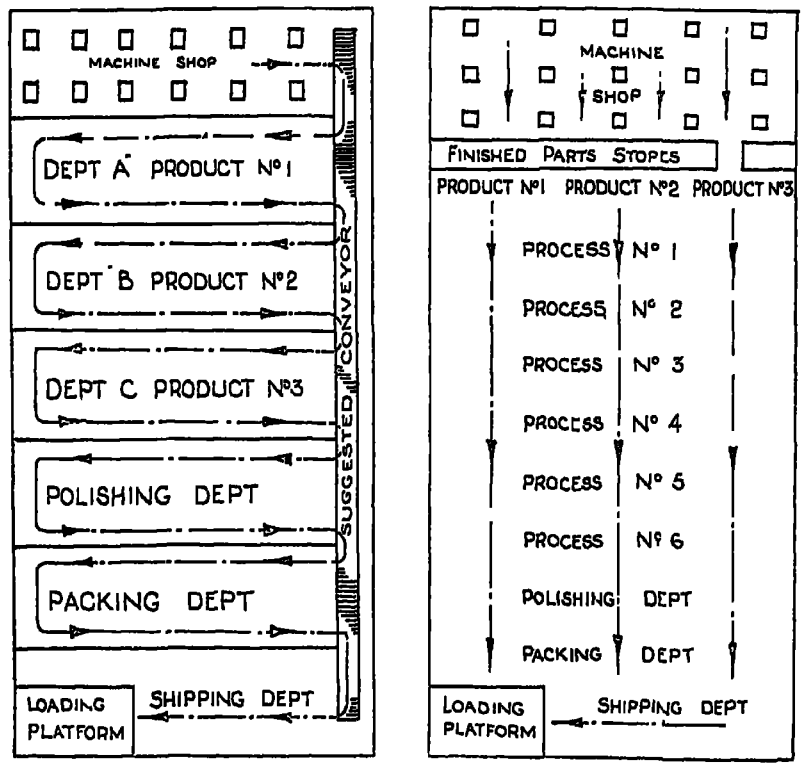 MACHINE SHOP
DEPT A PRODUCT Nº1
DEPT B PRODUCT Nº2
DEPT C PRODUCT Nº3
POLISHING DEPT
PACKING DEPT
SHIPPING DEPT
LOADING
PLATFORM
SUGGESTED CONVEYOR
MACHINE
SHOP
FINISHED PARTS STOPES
PRODUCT Nº1 PRODUCT Nº2 PRODUCT Nº3
PROCESS Nº 1
PROCESS Nº 2
PROCESS Nº 3
PROCESS Nº 4
PROCESS Nº 5
PROCESS Nº 6
POLISHING DEPT
PACKING DEPT
SHIPPING DEPT
LOADING
PLATFORM